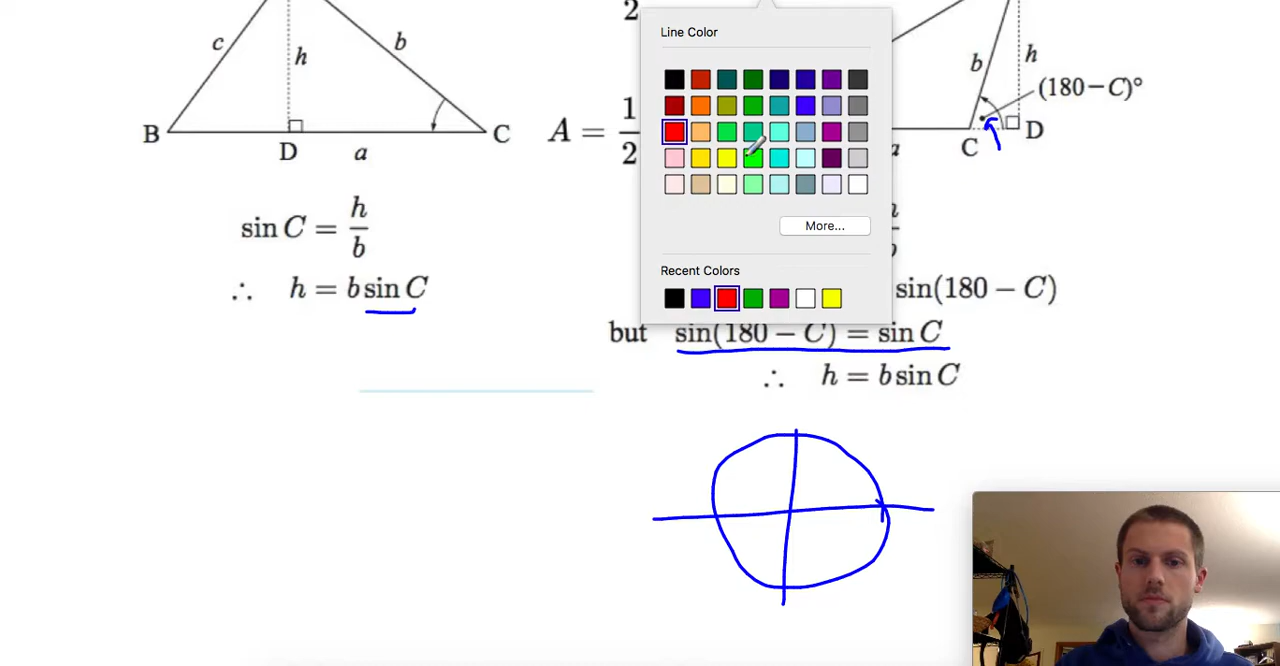 2
Line Color
c
h
b
b
h
(180−C)°
B
C
A = 1/2
C
D
D
a
a
sin C = h/b
∴ h = b sin C
sin(180 − C)
More...
Recent Colors
but sin(180 − C) = sin C
∴ h = b sin C